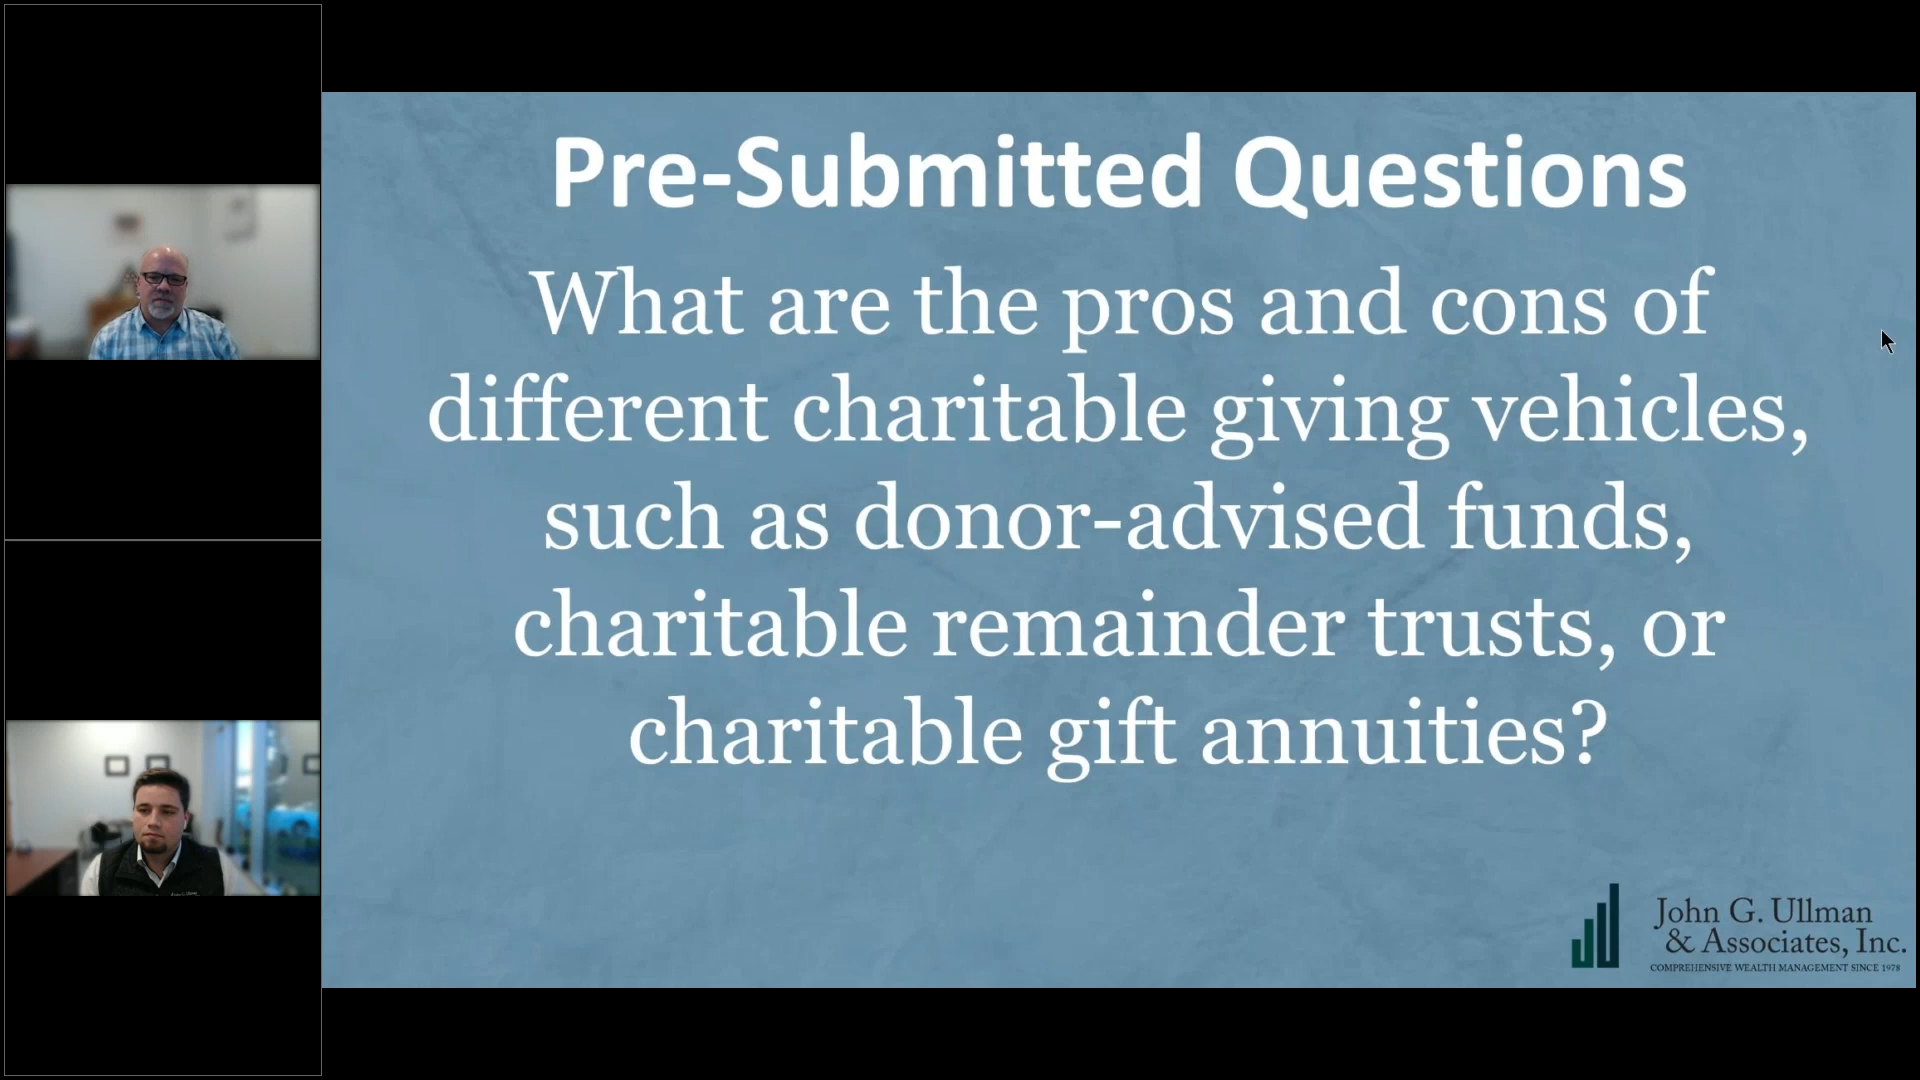 Pre-Submitted Questions
What are the pros and cons of
different charitable giving vehicles,
such as donor-advised funds,
charitable remainder trusts, or
charitable gift annuities?
John G. Ullman
& Associates, Inc.
COMPREHENSIVE WEALTH MANAGEMENT SINCE 1978